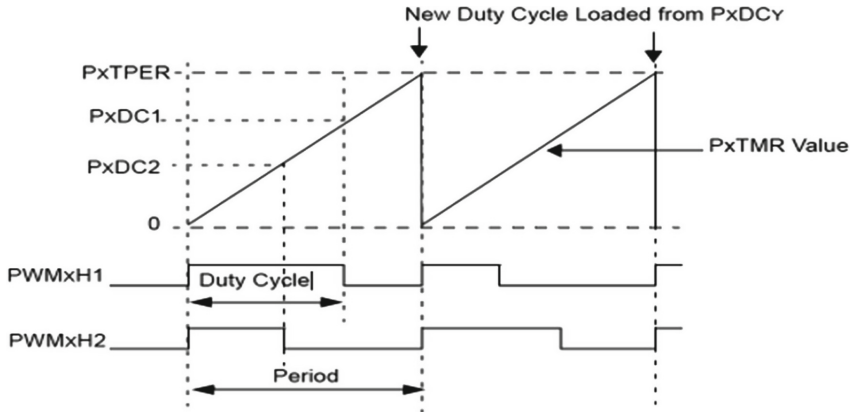 New Duty Cycle Loaded from PxDCY
PxTPER
PxDC1
PxDC2
PxTMR Value
0
PWMxH1
Duty Cycle
PWMxH2
Period